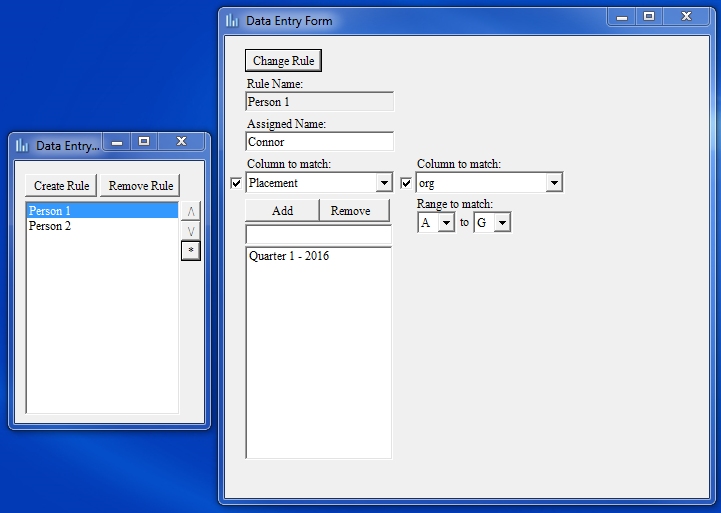 Data Entry...
Create Rule
Remove Rule
Person 1
Person 2
*
Data Entry Form
Change Rule
Rule Name:
Person 1
Assigned Name:
Connor
Column to match:
Column to match:
Placement
org
Add
Remove
Range to match:
A to G
Quarter 1 - 2016